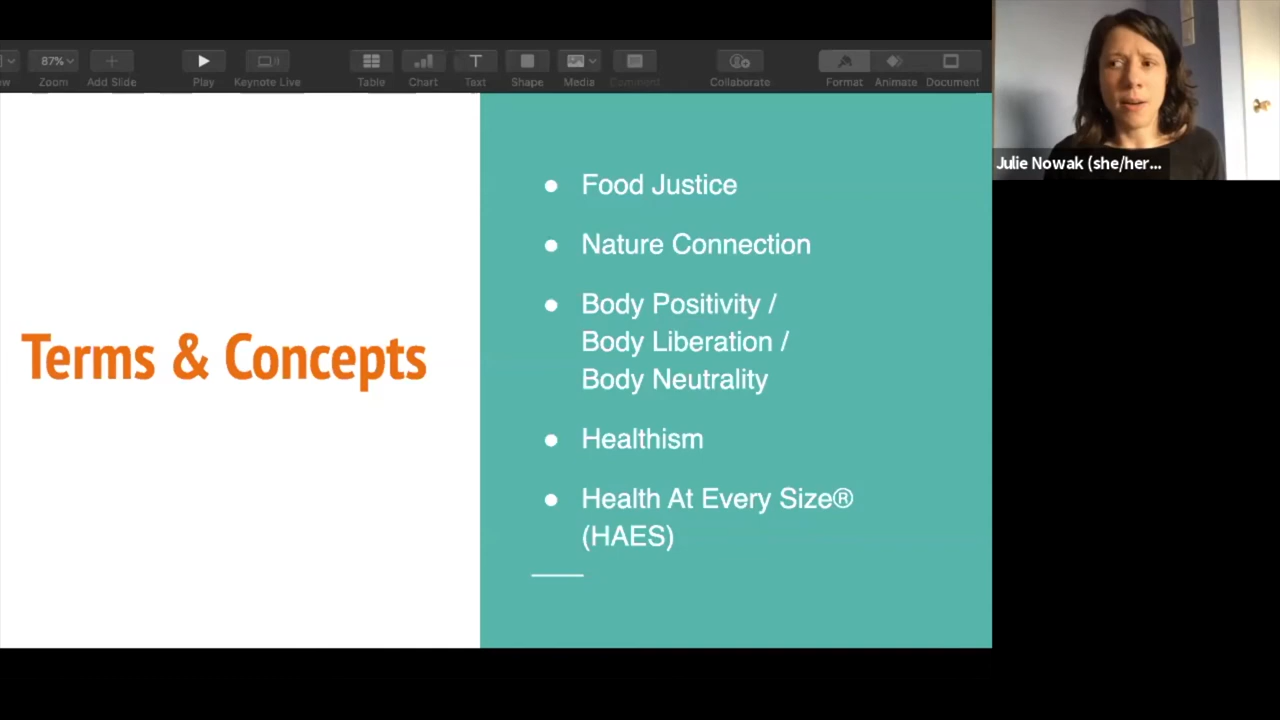 87%
Zoom
Add Slide
Play
Keynote Live
Table
Chart
Text
Shape
Media
Comment
Collaborate
Format
Animate
Document
Julie Nowak (she/her...
Terms & Concepts
● Food Justice
● Nature Connection
● Body Positivity /
Body Liberation /
Body Neutrality
● Healthism
● Health At Every Size®
(HAES)